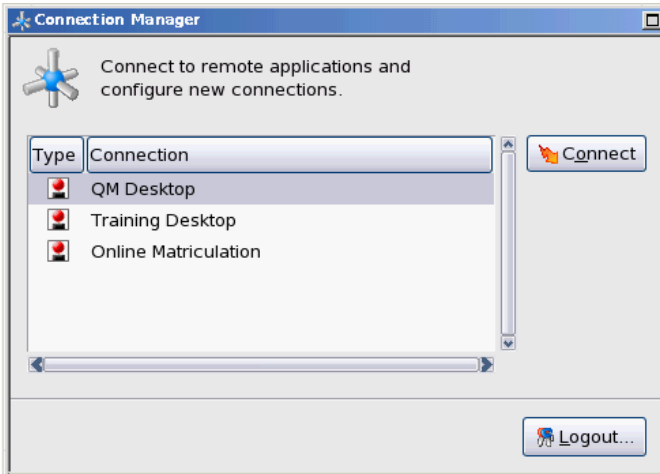 Connection Manager
Connect to remote applications and
configure new connections.
Type Connection
Connect
QM Desktop
Training Desktop
Online Matriculation
Logout...